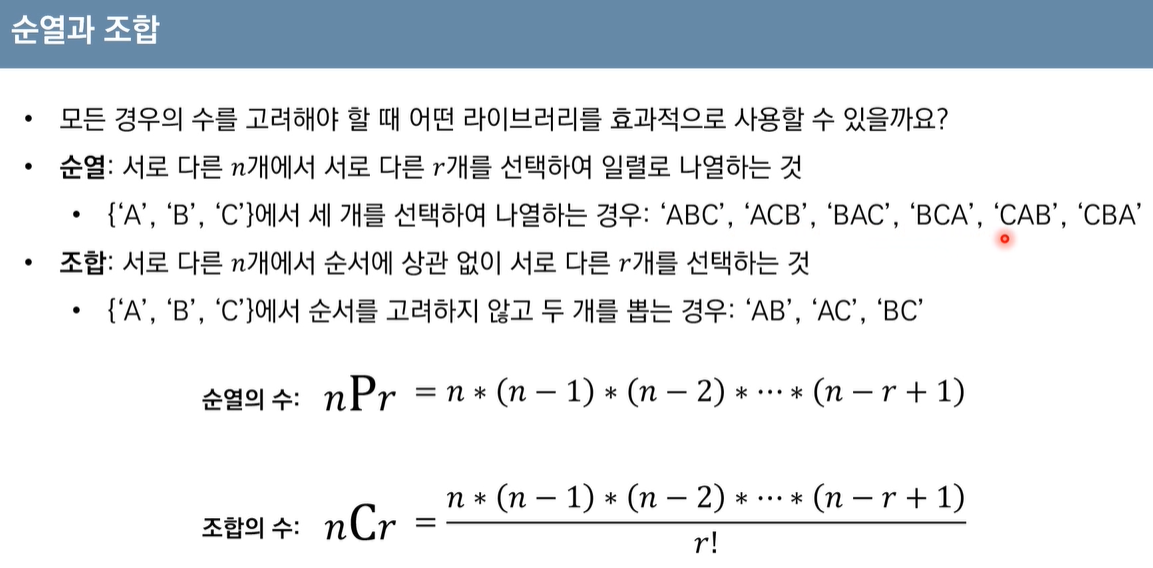 순열과 조합
• 모든 경우의 수를 고려해야 할 때 어떤 라이브러리를 효과적으로 사용할 수 있을까요?
• 순열: 서로 다른 n개에서 서로 다른 r개를 선택하여 일렬로 나열하는 것
• {‘A’, ‘B’, ‘C’}에서 세 개를 선택하여 나열하는 경우: ‘ABC’, ‘ACB’, ‘BAC’, ‘BCA’, ‘CAB’, ‘CBA’
• 조합: 서로 다른 n개에서 순서에 상관 없이 서로 다른 r개를 선택하는 것
• {‘A’, ‘B’, ‘C’}에서 순서를 고려하지 않고 두 개를 뽑는 경우: ‘AB’, ‘AC’, ‘BC’
순열의 수: nPr = n * (n − 1) * (n − 2) * ⋯ * (n − r + 1)
n * (n − 1) * (n − 2) * ⋯ * (n − r + 1)
조합의 수: nCr =
r!